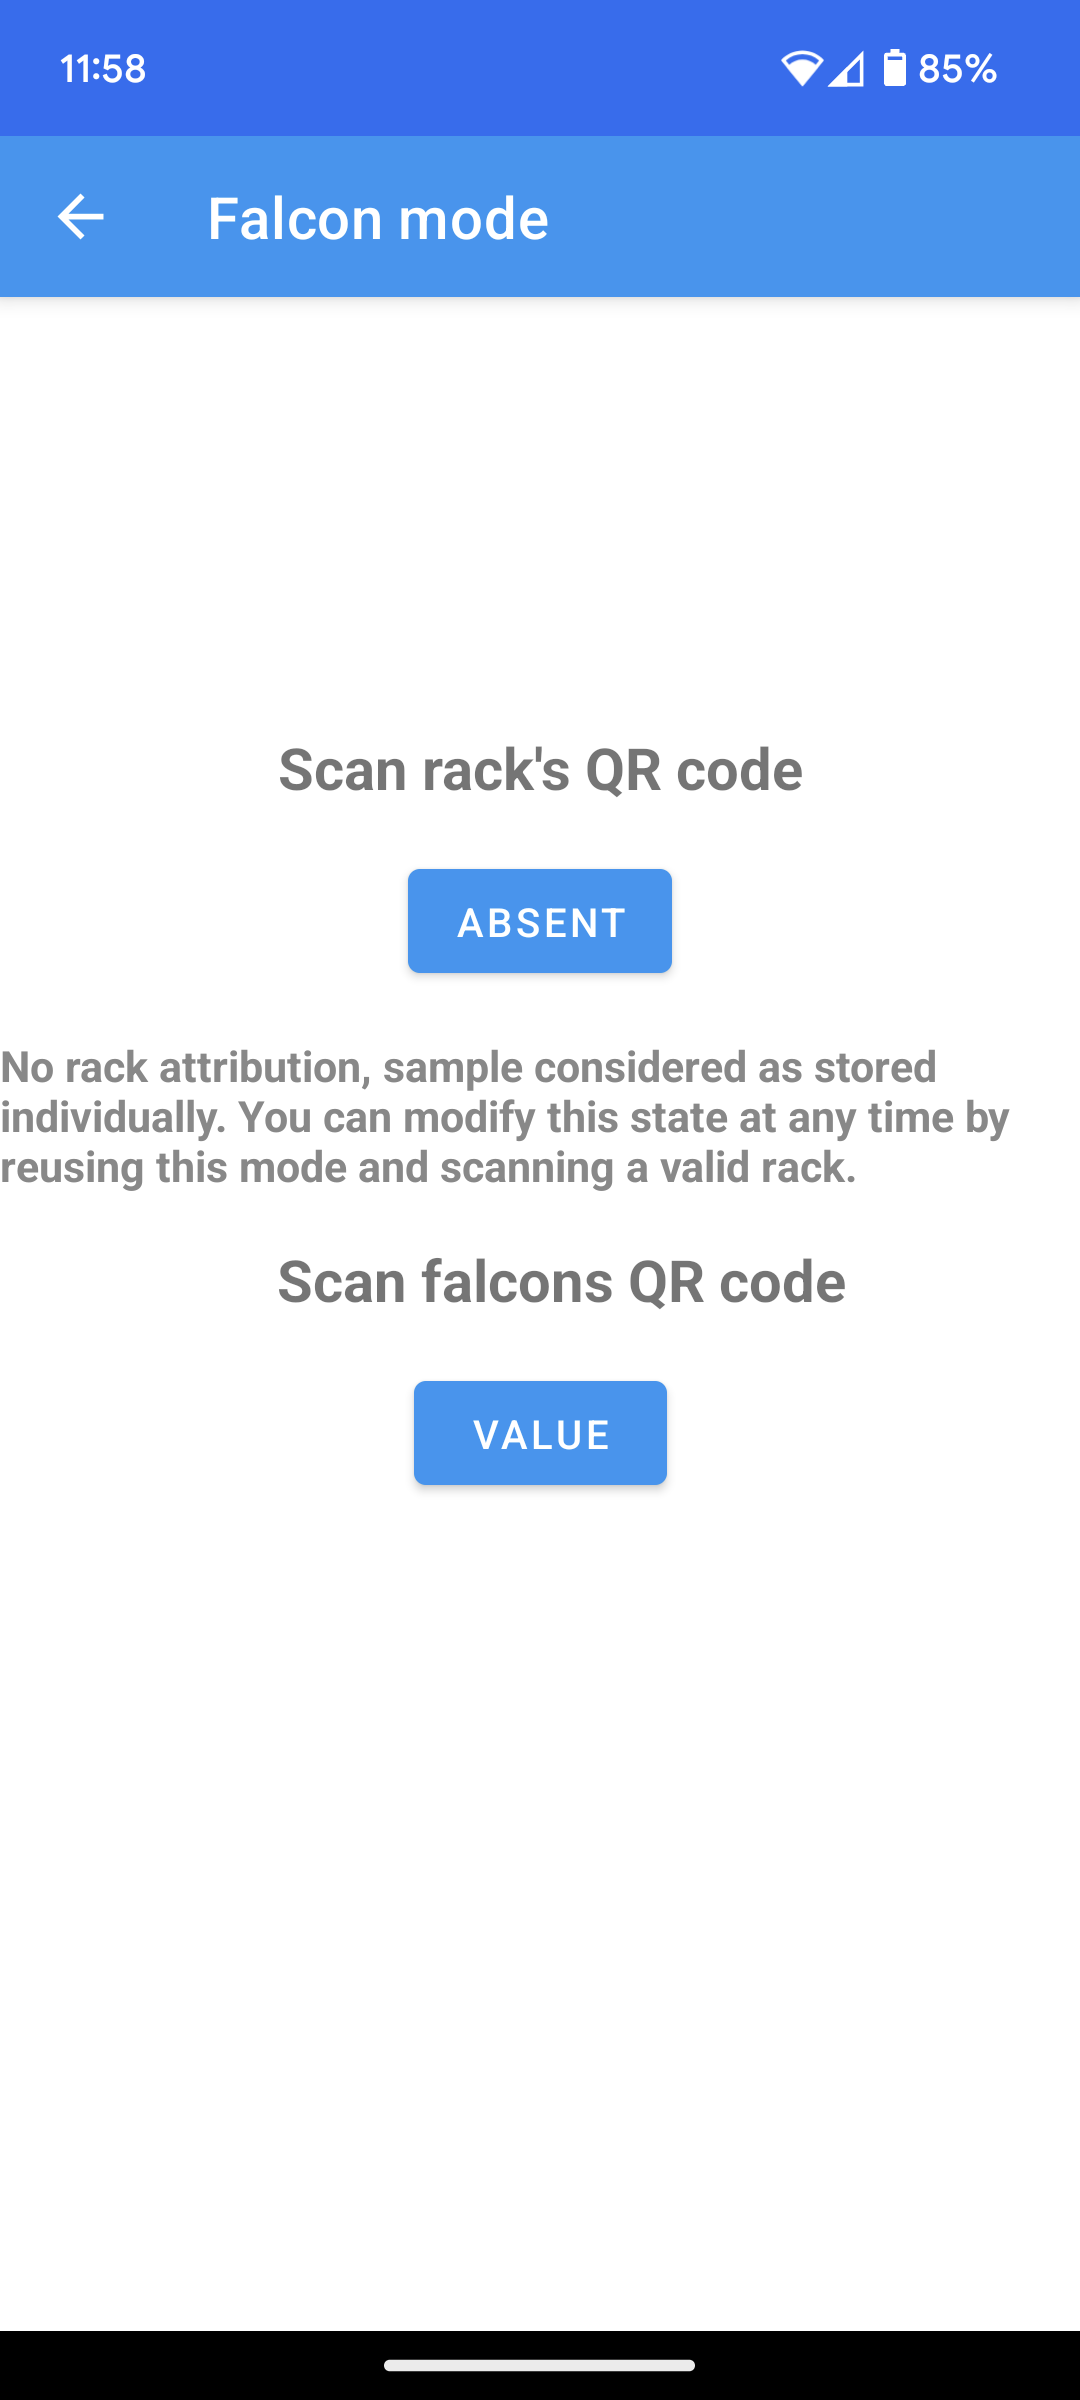 11:58
85%
Falcon mode
Scan rack's QR code
ABSENT
No rack attribution, sample considered as stored
individually. You can modify this state at any time by
reusing this mode and scanning a valid rack.
Scan falcons QR code
VALUE